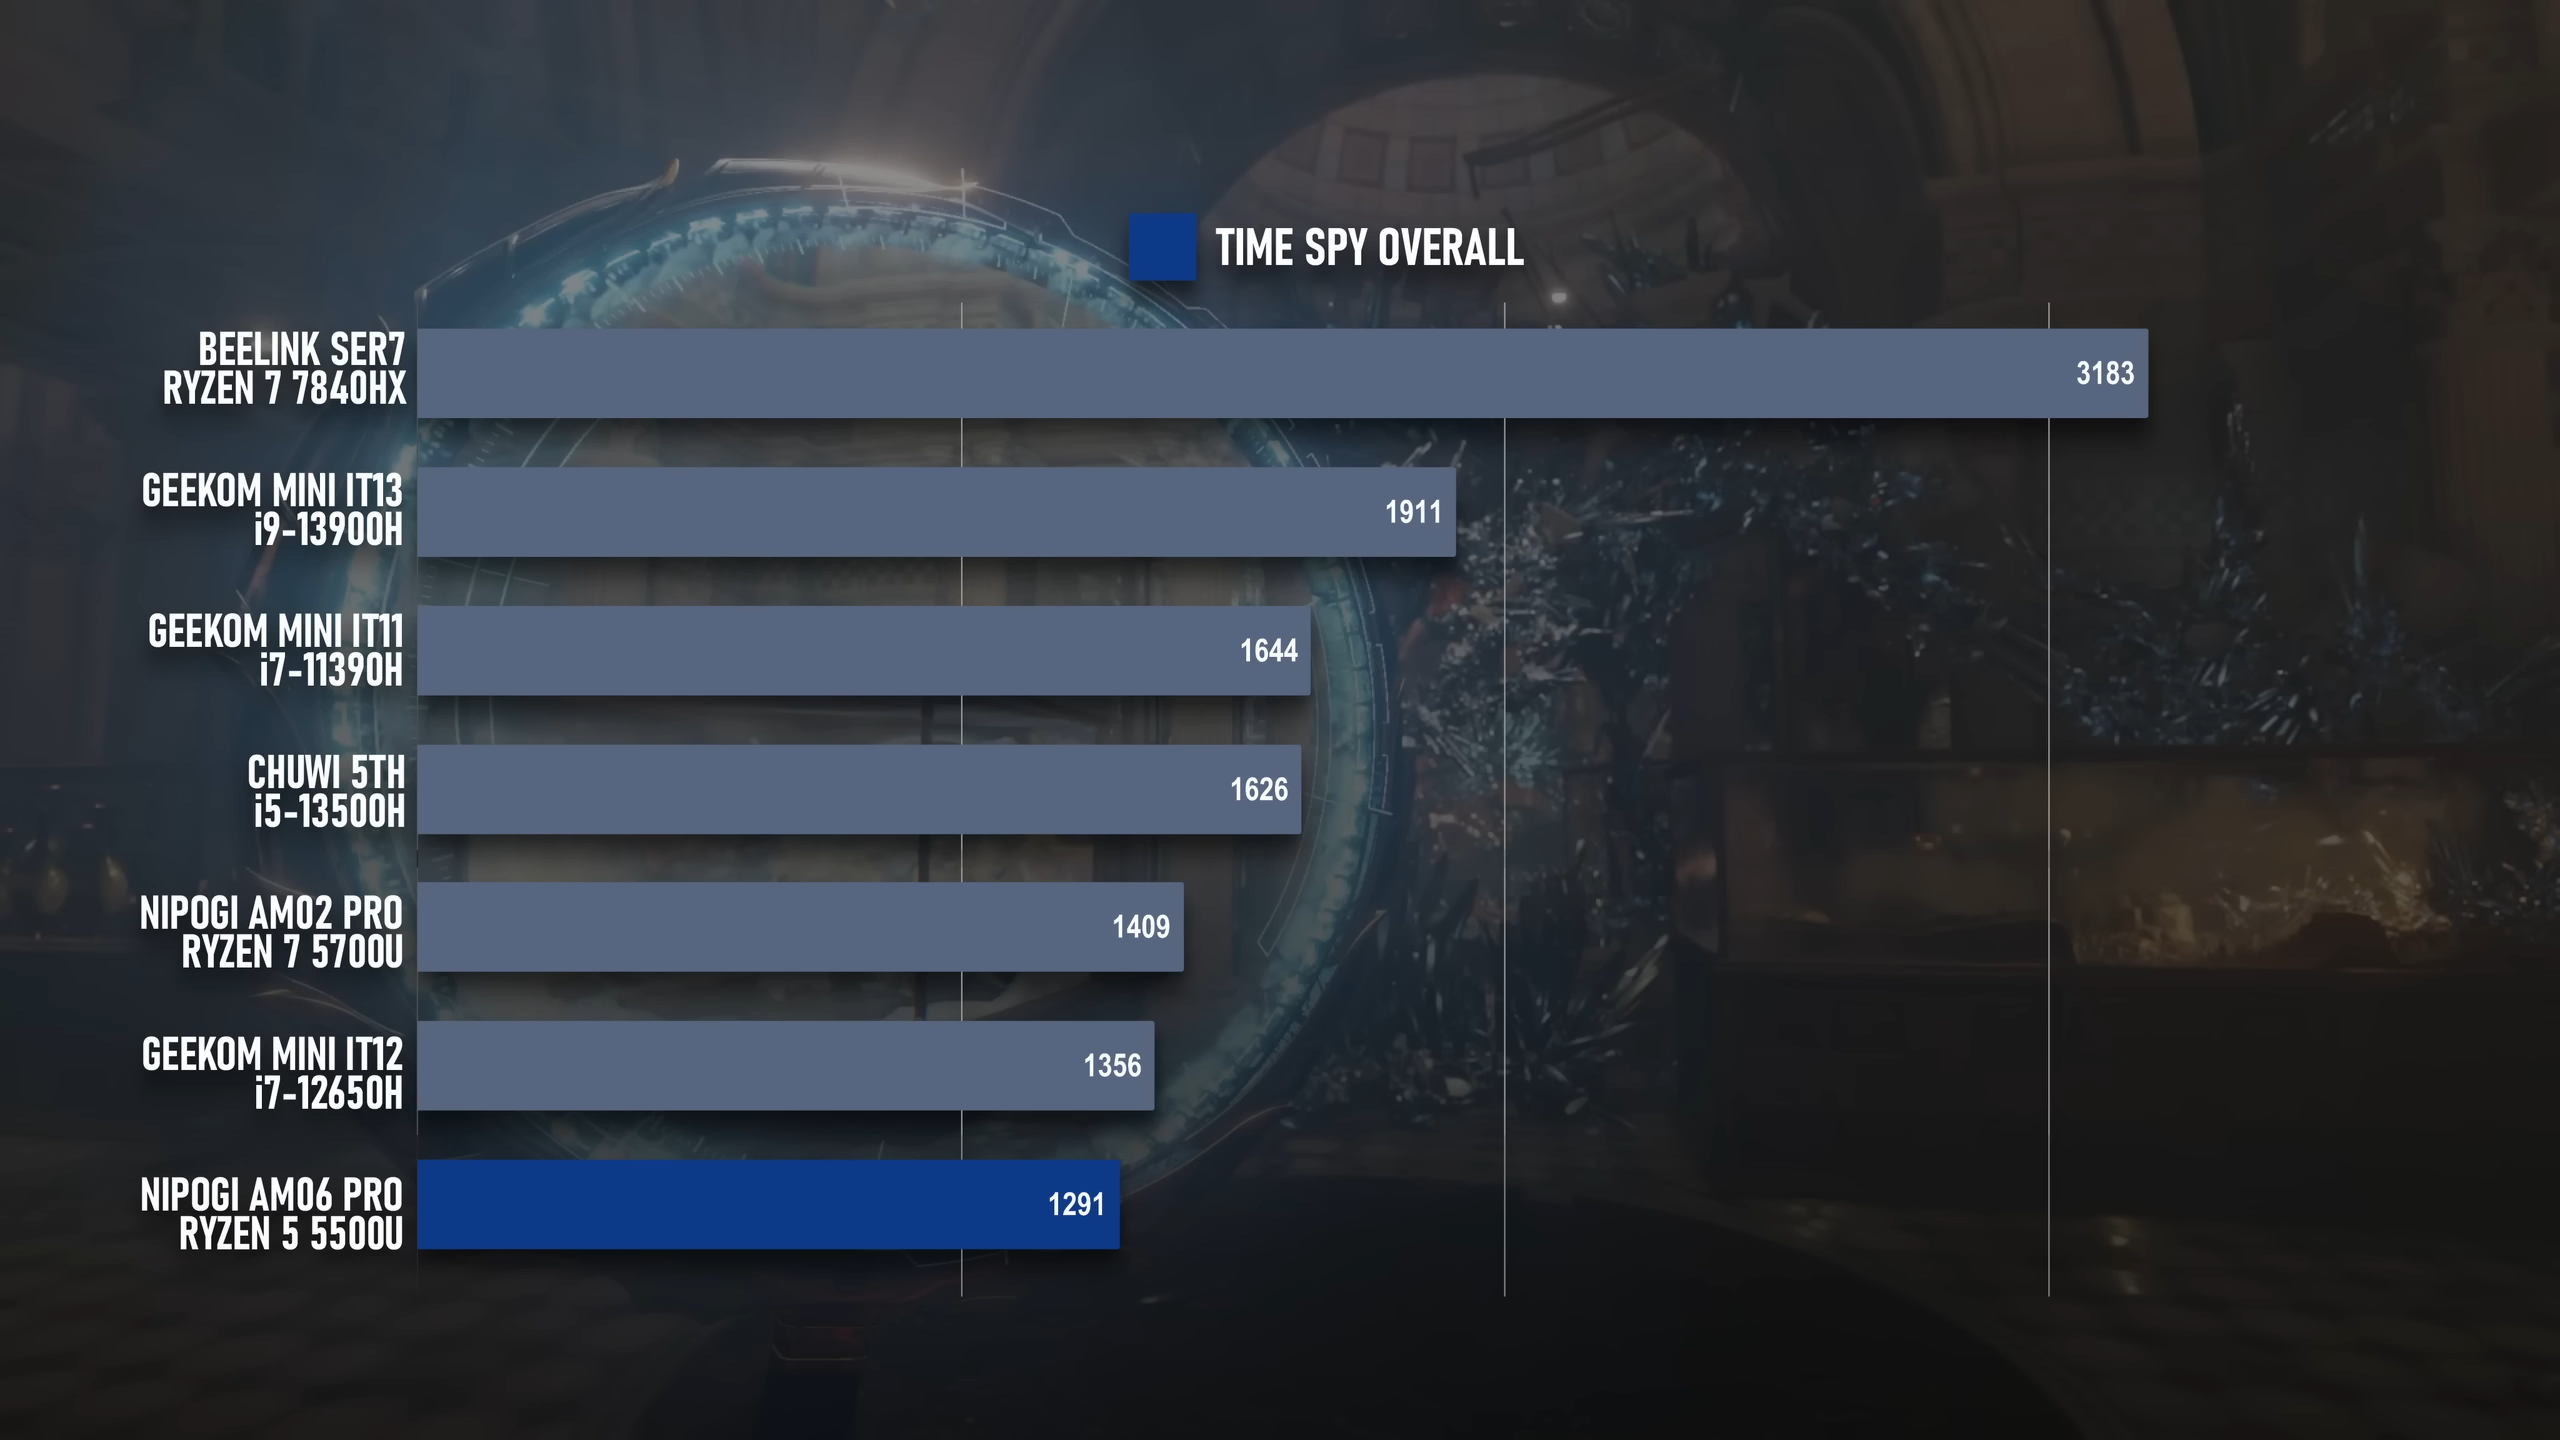 TIME SPY OVERALL
BEELINK SER7
RYZEN 7 7840HX
3183
GEEKOM MINI IT13
i9-13900H
1911
GEEKOM MINI IT11
i7-11390H
1644
CHUWI 5TH
i5-13500H
1626
NIPOGI AM02 PRO
RYZEN 7 5700U
1409
GEEKOM MINI IT12
i7-12650H
1356
NIPOGI AM06 PRO
RYZEN 5 5500U
1291